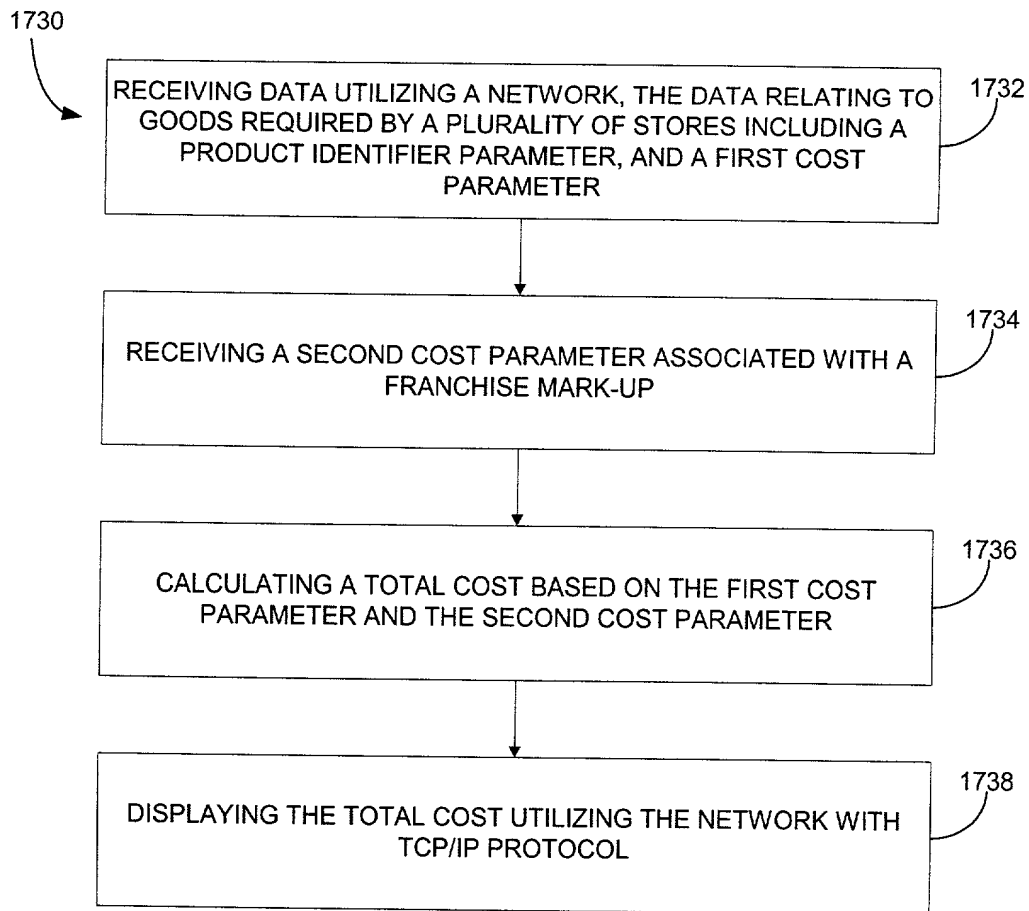 1730
RECEIVING DATA UTILIZING A NETWORK, THE DATA RELATING TO
GOODS REQUIRED BY A PLURALITY OF STORES INCLUDING A
PRODUCT IDENTIFIER PARAMETER, AND A FIRST COST
PARAMETER
1732
RECEIVING A SECOND COST PARAMETER ASSOCIATED WITH A
FRANCHISE MARK-UP
1734
CALCULATING A TOTAL COST BASED ON THE FIRST COST
PARAMETER AND THE SECOND COST PARAMETER
1736
DISPLAYING THE TOTAL COST UTILIZING THE NETWORK WITH
TCP/IP PROTOCOL
1738